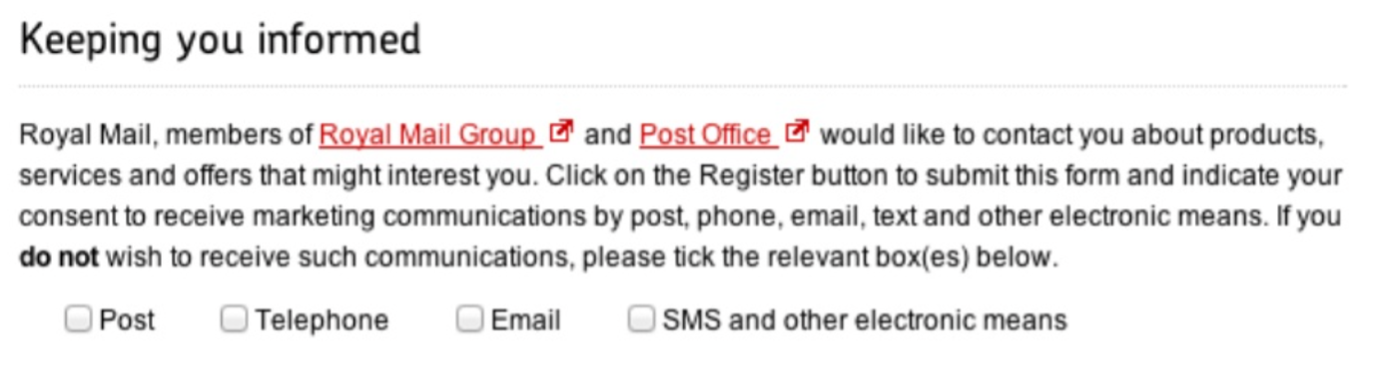 Keeping you informed
Royal Mail, members of Royal Mail Group and Post Office would like to contact you about products,
services and offers that might interest you. Click on the Register button to submit this form and indicate your
consent to receive marketing communications by post, phone, email, text and other electronic means. If you
do not wish to receive such communications, please tick the relevant box(es) below.
Post Telephone Email SMS and other electronic means